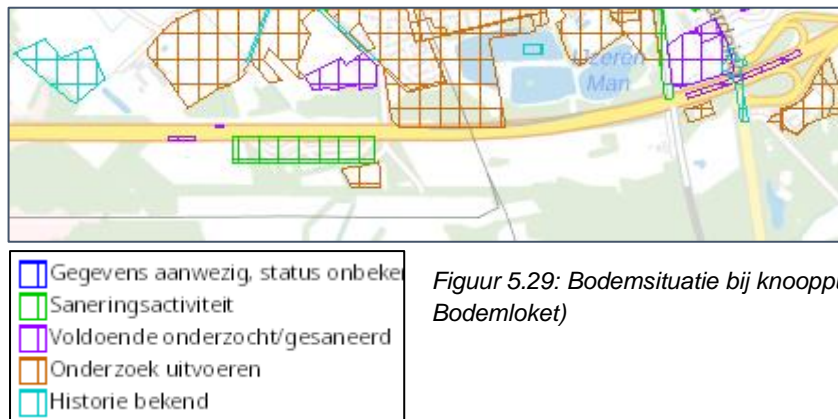 IJzeren
Man
Gegevens aanwezig, status onbeke
Saneringsactiviteit
Voldoende onderzocht/gesaneerd
Onderzoek uitvoeren
Historie bekend
Figuur 5.29: Bodemsituatie bij knooppu
Bodemloket)